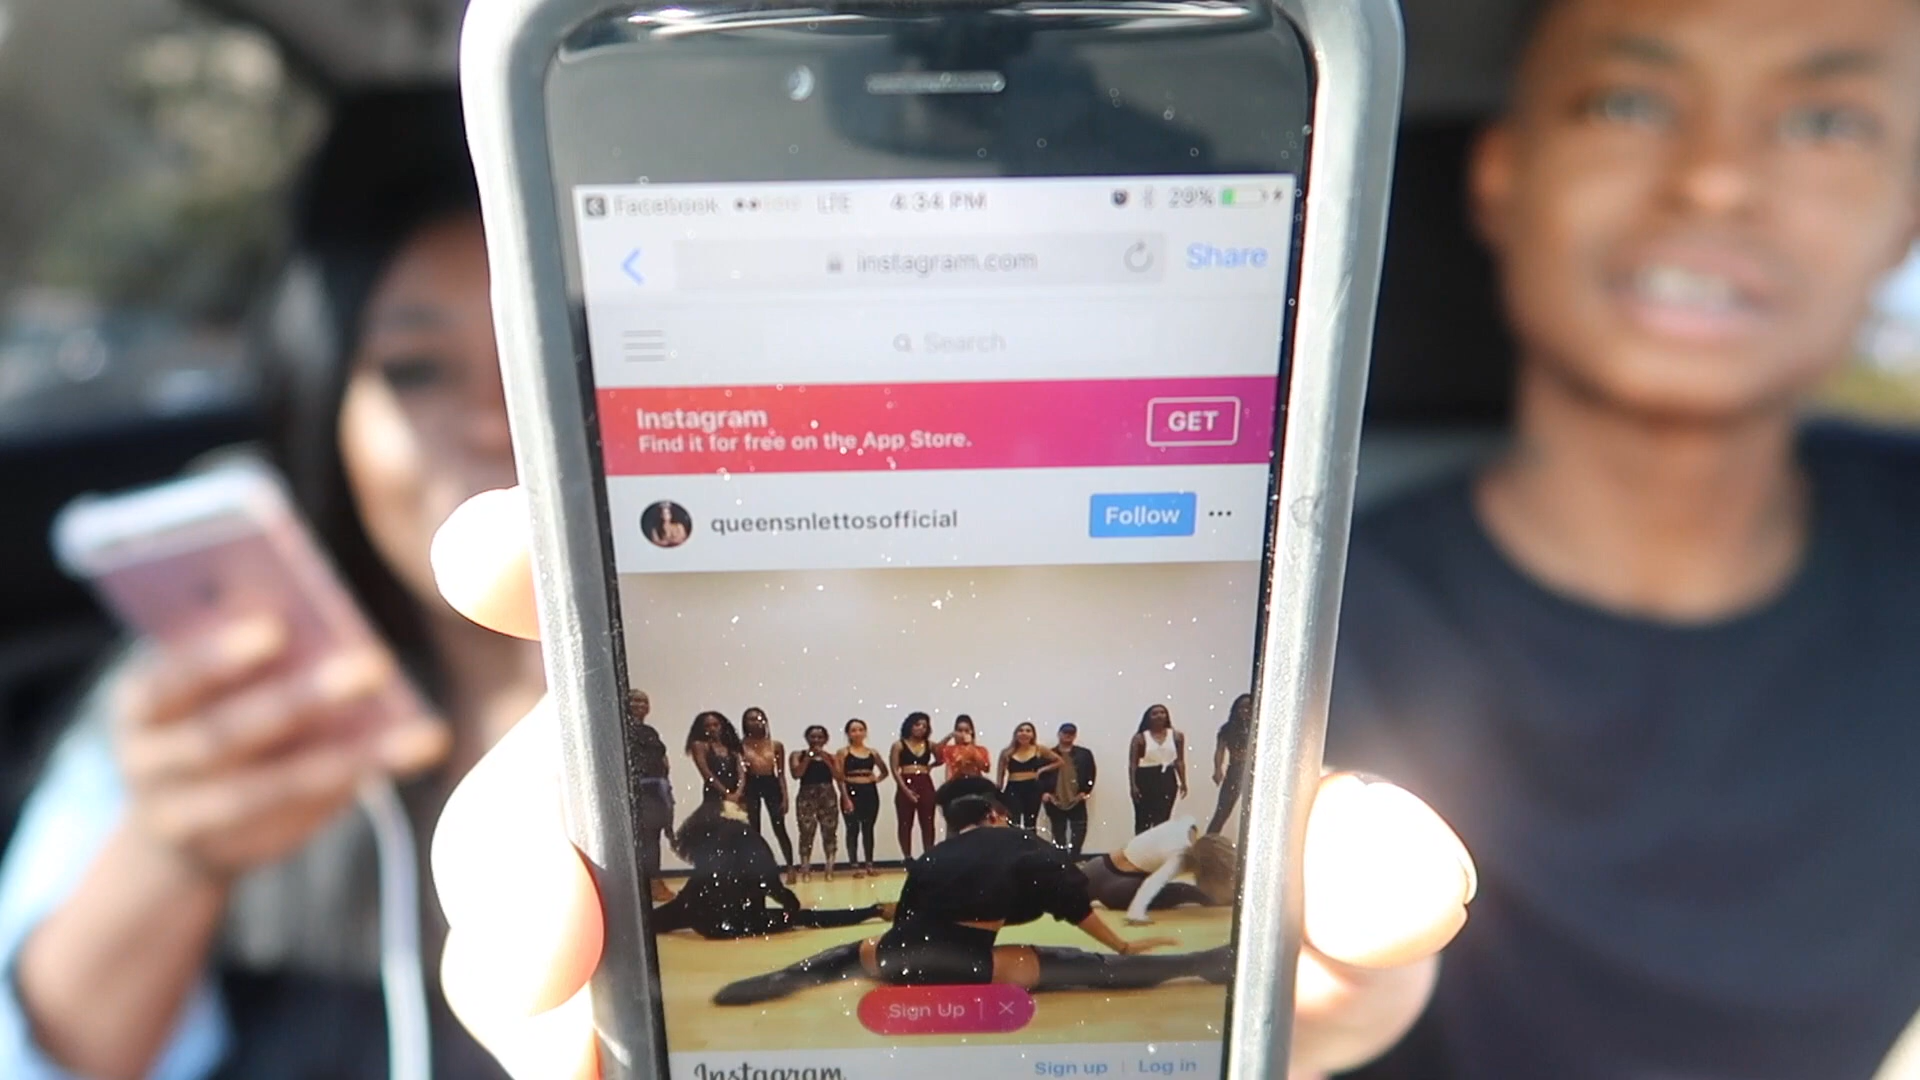 Facebook LTE 4:34 PM 29%
instagram.com Share
Search
Instagram
Find it for free on the App Store.
GET
queensnlettosofficial Follow
Sign Up
Instagram Sign up Log in